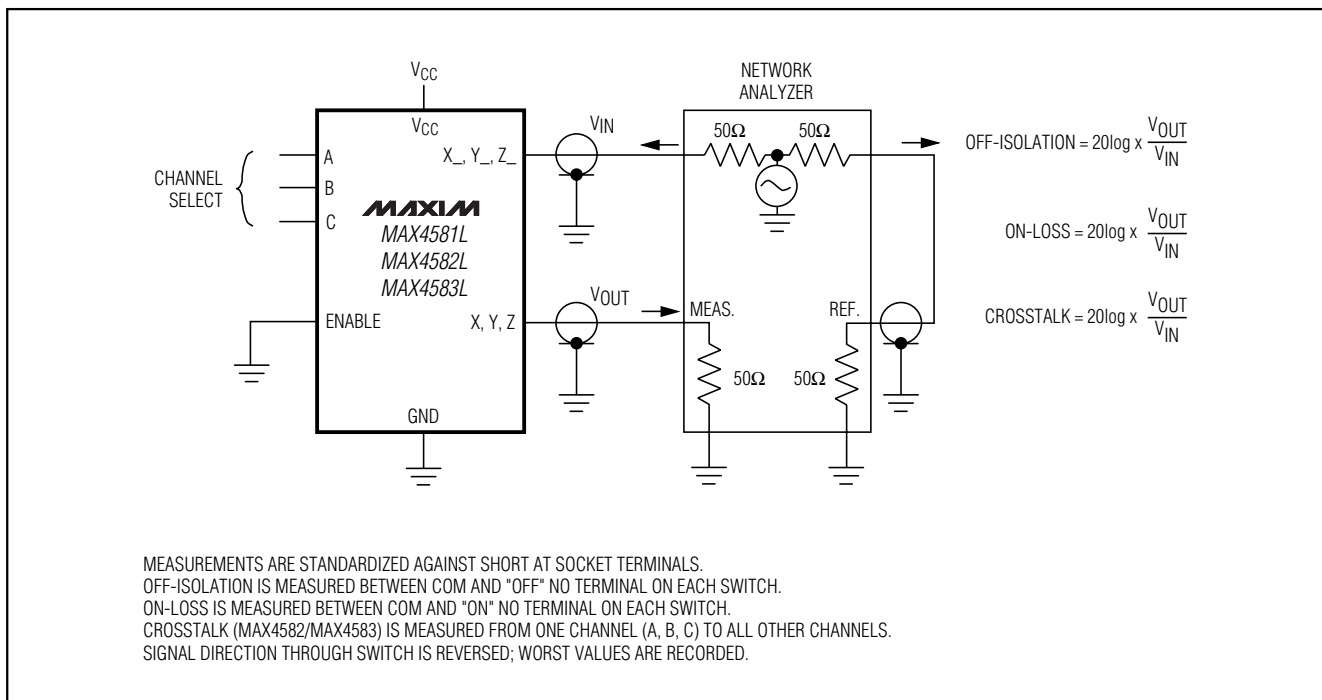 VCC
VCC
A
B
C
CHANNEL
SELECT
X_, Y_, Z_
MAXIM
MAX4581L
MAX4582L
MAX4583L
ENABLE
X, Y, Z
GND
VIN
VOUT
NETWORK
ANALYZER
50Ω 50Ω
MEAS. REF.
50Ω 50Ω
OFF-ISOLATION = 20log x VOUT
VIN
ON-LOSS = 20log x VOUT
VIN
CROSSTALK = 20log x VOUT
VIN
MEASUREMENTS ARE STANDARDIZED AGAINST SHORT AT SOCKET TERMINALS.
OFF-ISOLATION IS MEASURED BETWEEN COM AND "OFF" NO TERMINAL ON EACH SWITCH.
ON-LOSS IS MEASURED BETWEEN COM AND "ON" NO TERMINAL ON EACH SWITCH.
CROSSTALK (MAX4582/MAX4583) IS MEASURED FROM ONE CHANNEL (A, B, C) TO ALL OTHER CHANNELS.
SIGNAL DIRECTION THROUGH SWITCH IS REVERSED; WORST VALUES ARE RECORDED.